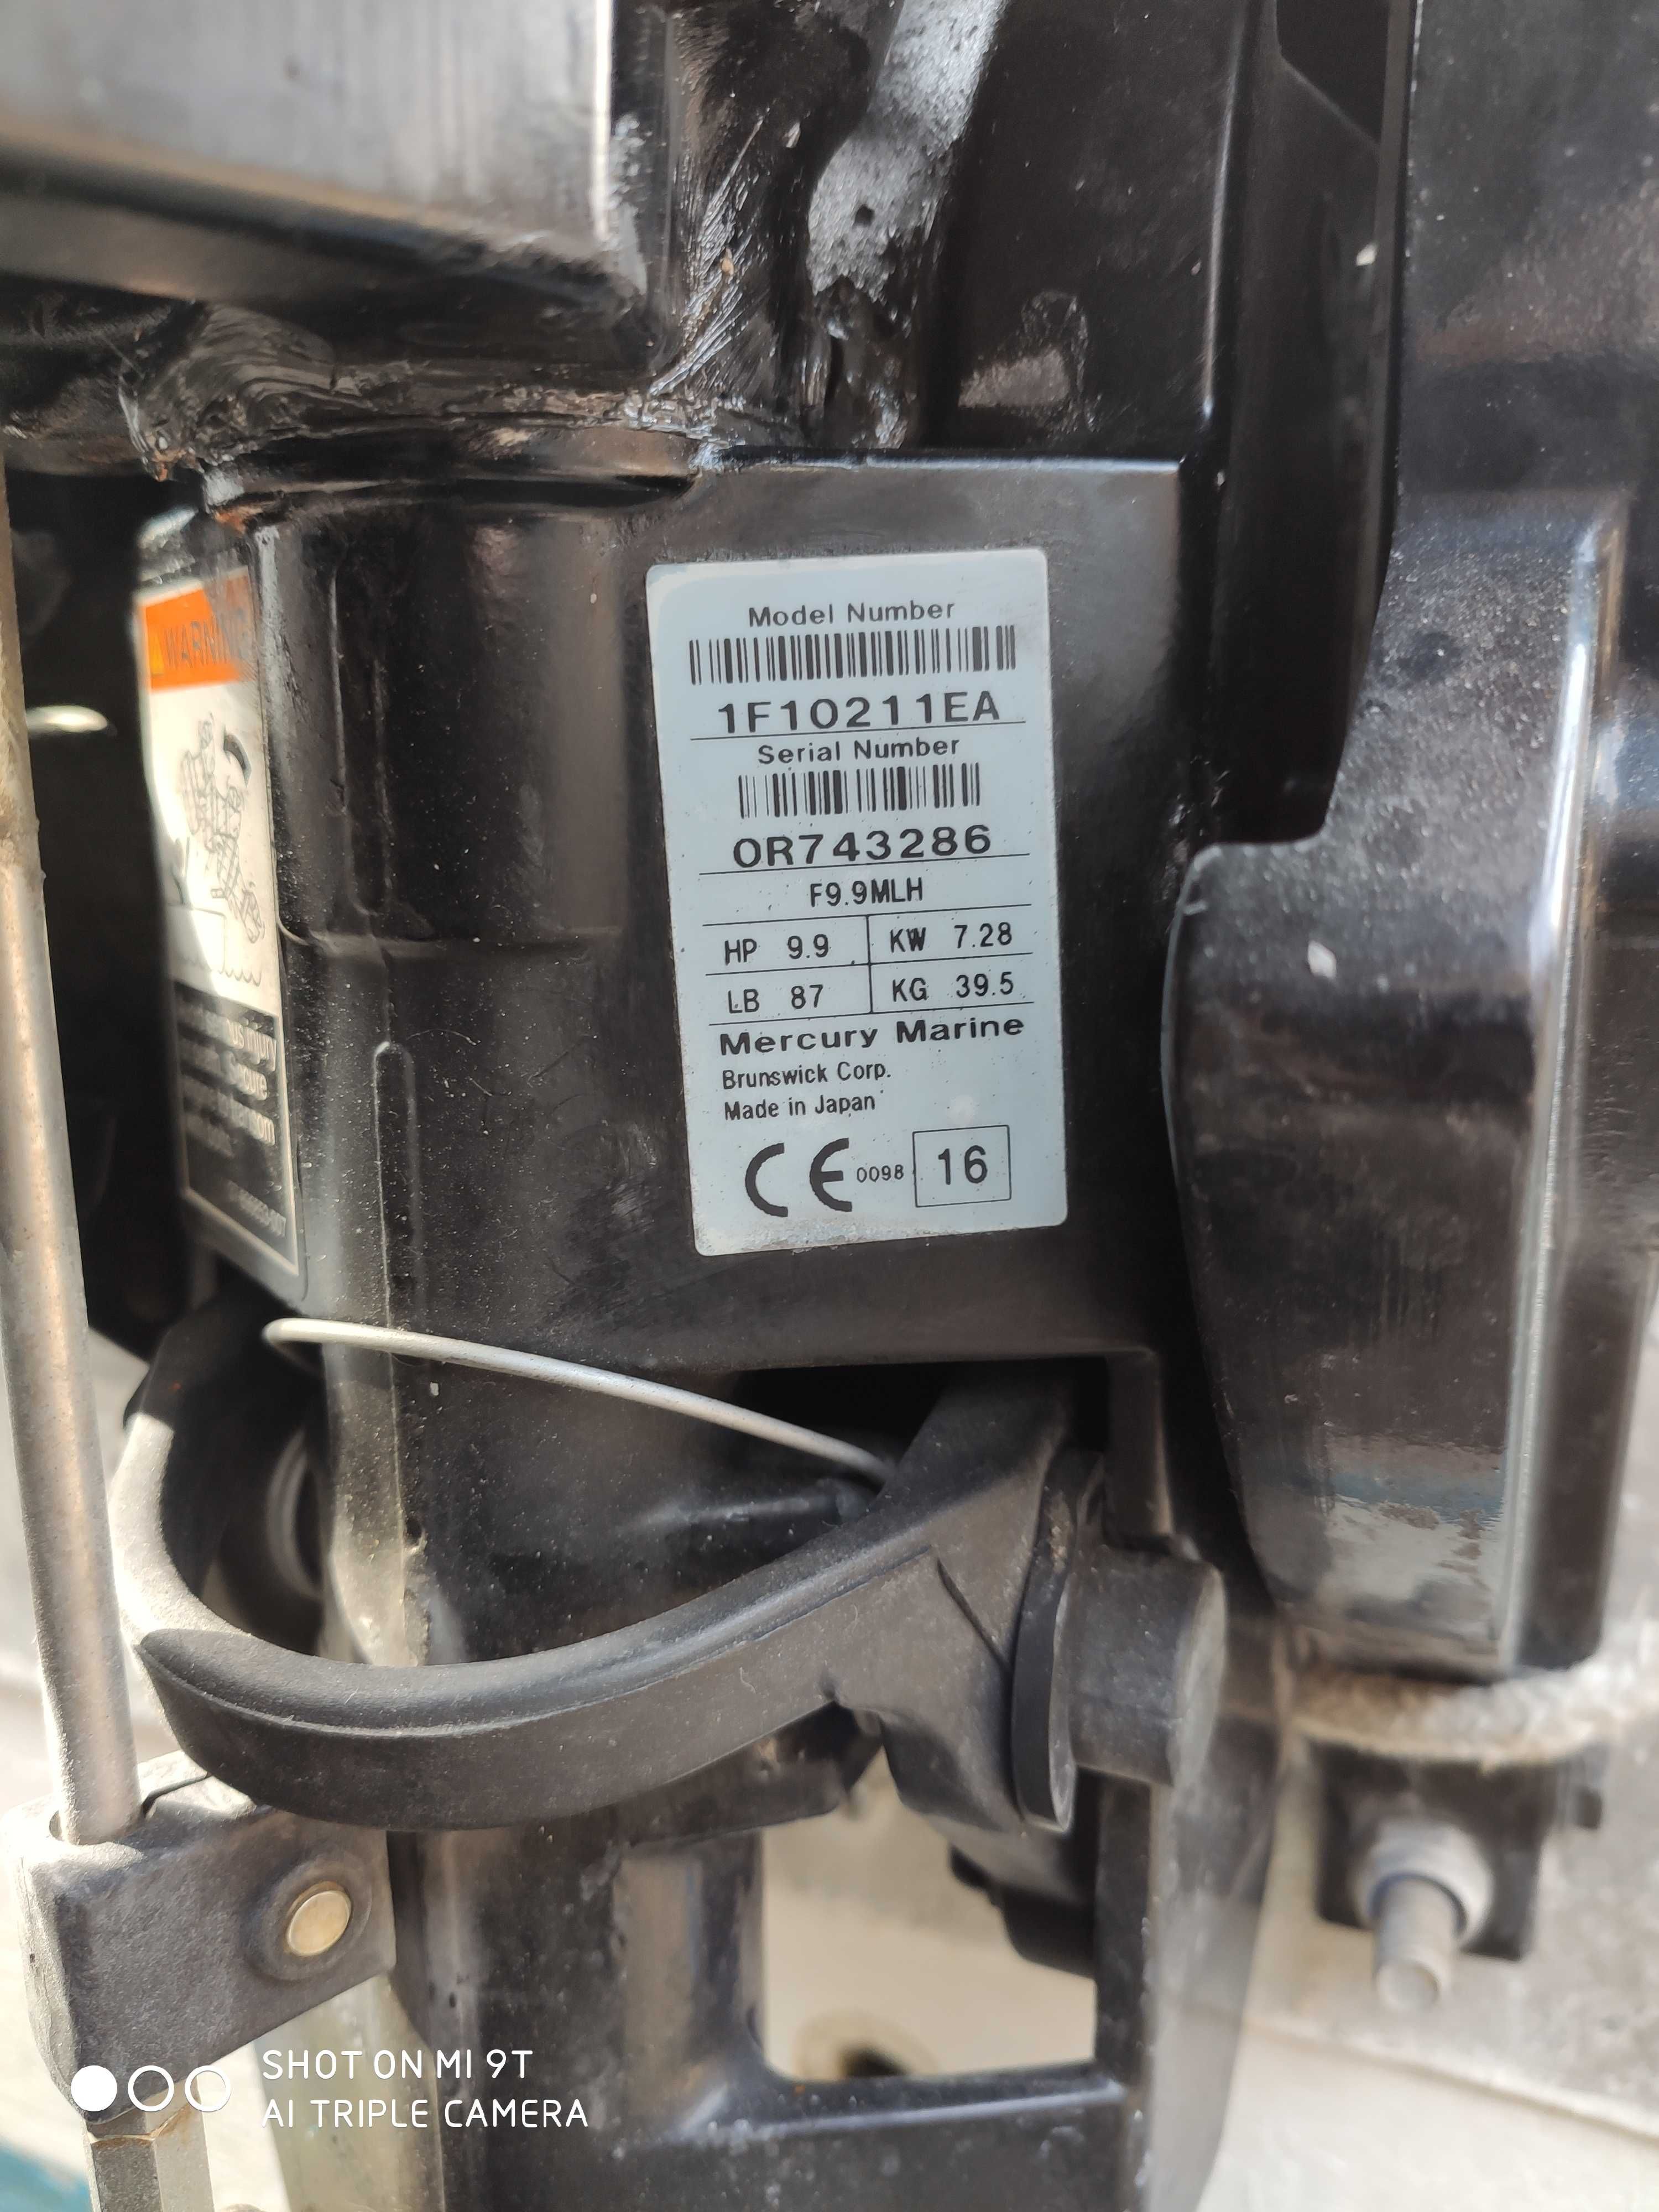 WARNING
Model Number
1F10211EA
Serial Number
0R743286
F9.9MLH
HP 9.9 KW 7.28
LB 87 KG 39.5
Mercury Marine
Brunswick Corp.
Made in Japan
CE 0098 16
SHOT ON MI 9T
AI TRIPLE CAMERA